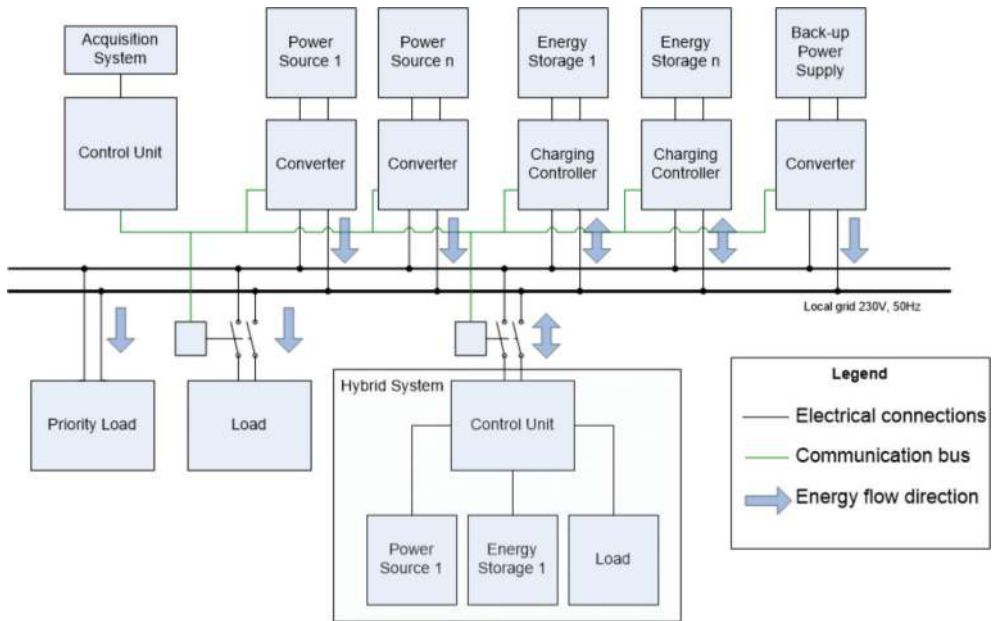 Acquisition
System
Power
Source 1
Power
Source n
Energy
Storage 1
Energy
Storage n
Back-up
Power
Supply
Control Unit
Converter
Converter
Charging
Controller
Charging
Controller
Converter
Local grid 230V, 50Hz
Priority Load
Load
Hybrid System
Control Unit
Power
Source 1
Energy
Storage 1
Load
Legend
Electrical connections
Communication bus
Energy flow direction